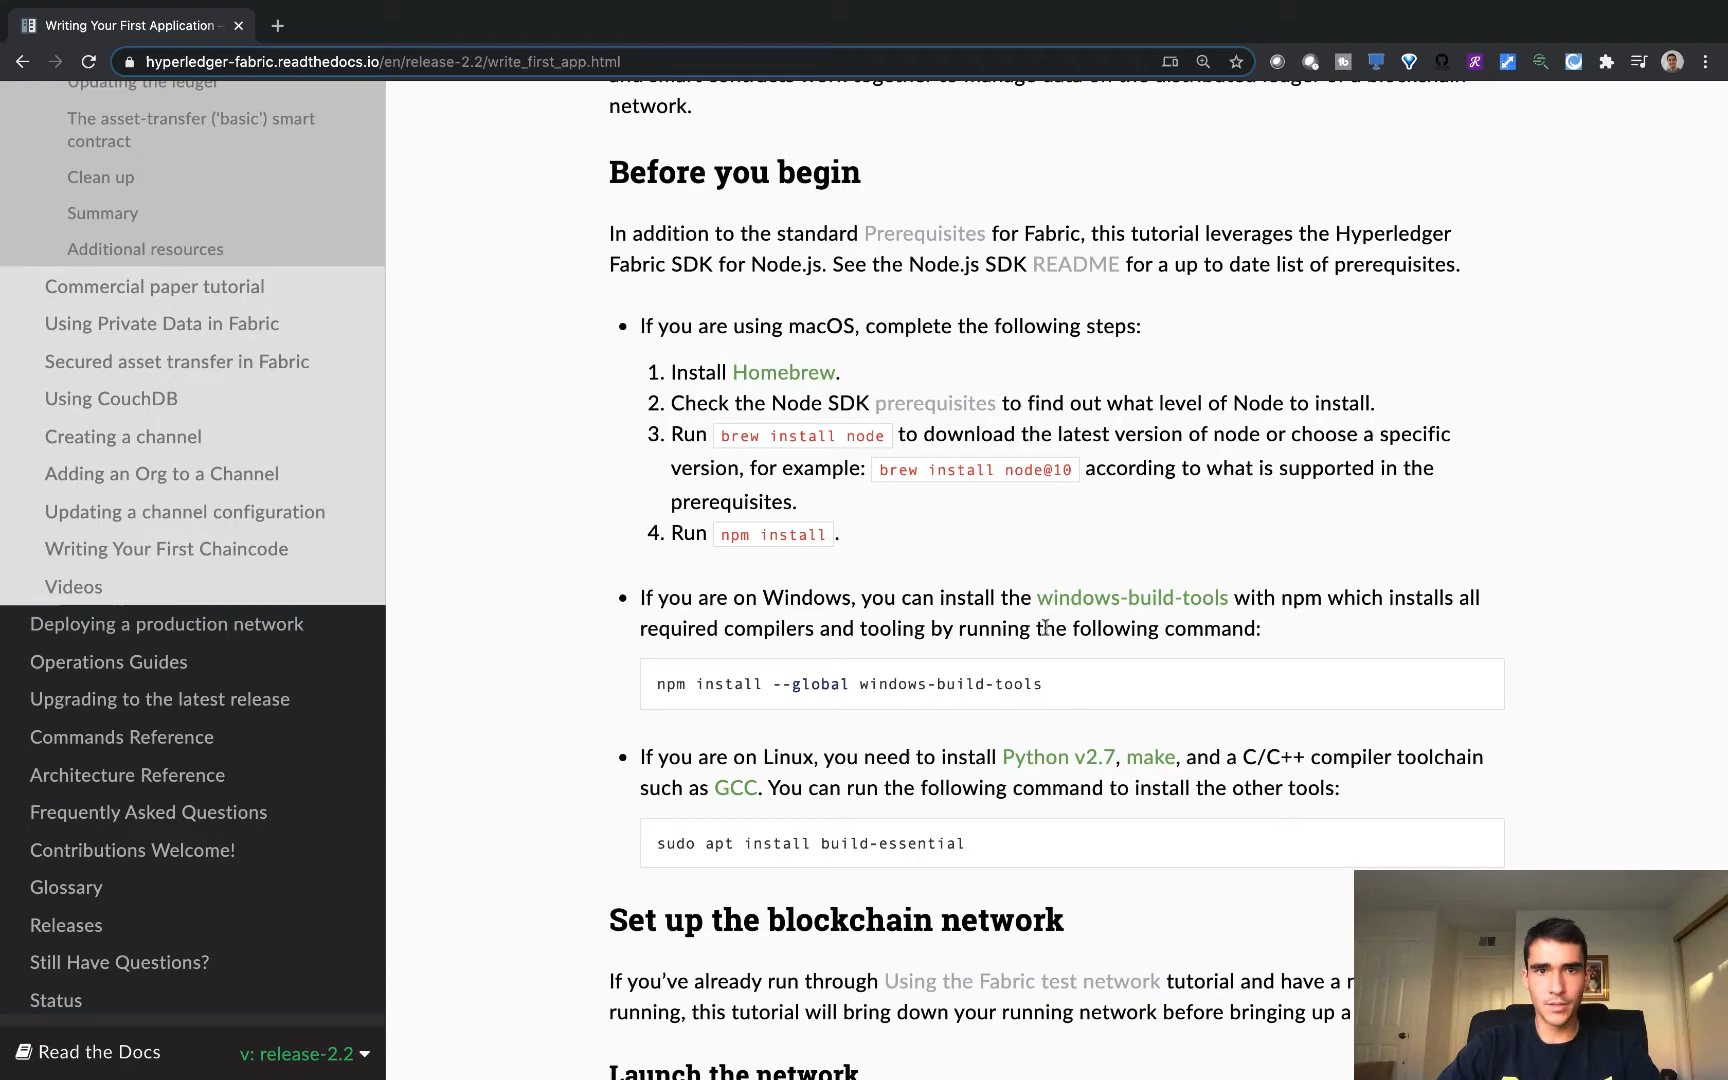 Writing Your First Application
hyperledger-fabric.readthedocs.io/en/release-2.2/write_first_app.html
Updating the ledger
The asset-transfer (‘basic’) smart
contract
Clean up
Summary
Additional resources
Commercial paper tutorial
Using Private Data in Fabric
Secured asset transfer in Fabric
Using CouchDB
Creating a channel
Adding an Org to a Channel
Updating a channel configuration
Writing Your First Chaincode
Videos
Deploying a production network
Operations Guides
Upgrading to the latest release
Commands Reference
Architecture Reference
Frequently Asked Questions
Contributions Welcome!
Glossary
Releases
Still Have Questions?
Status
Read the Docs v: release-2.2
and smart contracts work together to manage data on the distributed ledger of a blockchain
network.
Before you begin
In addition to the standard Prerequisites for Fabric, this tutorial leverages the Hyperledger
Fabric SDK for Node.js. See the Node.js SDK README for a up to date list of prerequisites.
• If you are using macOS, complete the following steps:
1. Install Homebrew.
2. Check the Node SDK prerequisites to find out what level of Node to install.
3. Run brew install node to download the latest version of node or choose a specific
version, for example: brew install node@10 according to what is supported in the
prerequisites.
4. Run npm install .
• If you are on Windows, you can install the windows-build-tools with npm which installs all
required compilers and tooling by running the following command:
npm install --global windows-build-tools
• If you are on Linux, you need to install Python v2.7, make, and a C/C++ compiler toolchain
such as GCC. You can run the following command to install the other tools:
sudo apt install build-essential
Set up the blockchain network
If you’ve already run through Using the Fabric test network tutorial and have a
running, this tutorial will bring down your running network before bringing up a
Launch the network